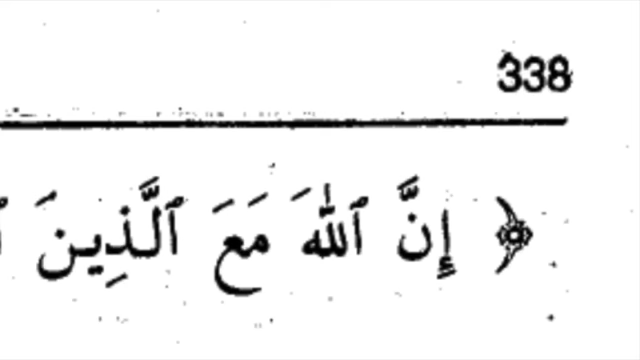 338
﴿ إِنَّ ٱللَّهَ مَعَ ٱلَّذِينَ